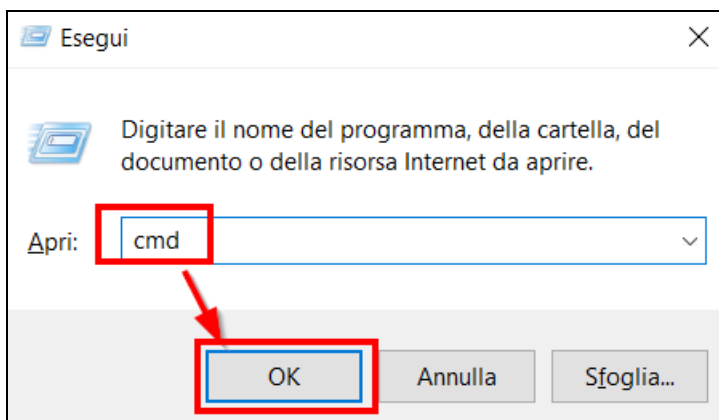 Esegui
Digitare il nome del programma, della cartella, del
documento o della risorsa Internet da aprire.
Apri: cmd
OK Annulla Sfoglia...